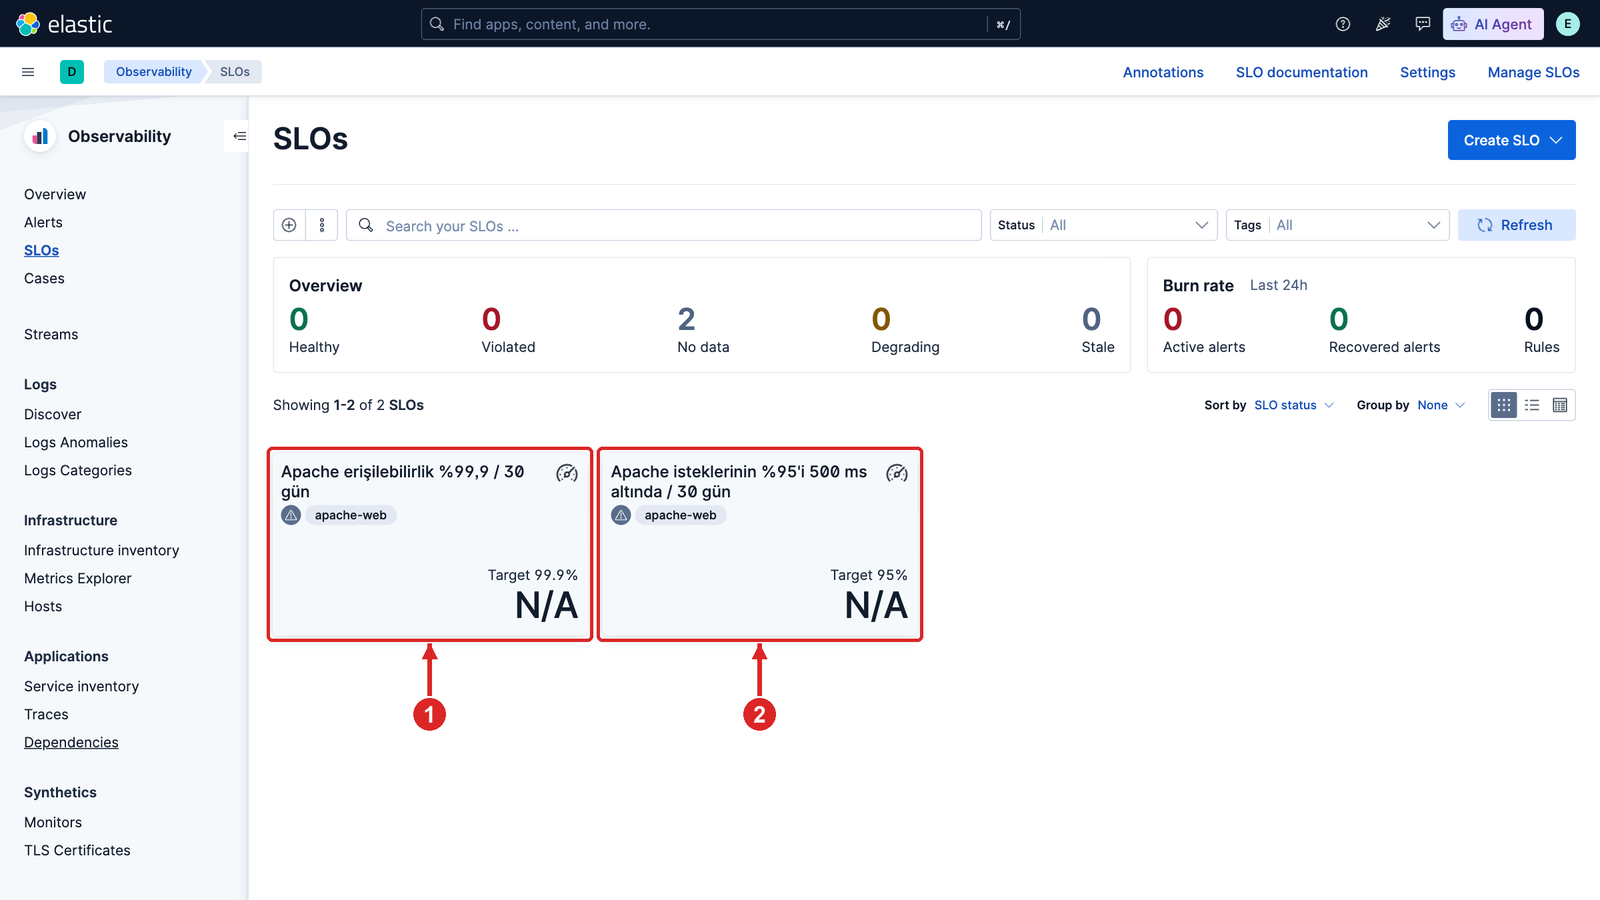 elastic
Find apps, content, and more.
⌘/
AI Agent
E
D
Observability
SLOs
Annotations
SLO documentation
Settings
Manage SLOs
Observability
Overview
Alerts
SLOs
Cases
Streams
Logs
Discover
Logs Anomalies
Logs Categories
Infrastructure
Infrastructure inventory
Metrics Explorer
Hosts
Applications
Service inventory
Traces
Dependencies
Synthetics
Monitors
TLS Certificates
SLOs
Create SLO
Search your SLOs ...
Status All
Tags All
Refresh
Overview
0 0 2 0 0
Healthy Violated No data Degrading Stale
Burn rate Last 24h
0 0 0
Active alerts Recovered alerts Rules
Showing 1-2 of 2 SLOs
Sort by SLO status
Group by None
Apache erişilebilirlik %99,9 / 30
gün
apache-web
Target 99.9%
N/A
1
Apache isteklerinin %95'i 500 ms
altında / 30 gün
apache-web
Target 95%
N/A
2